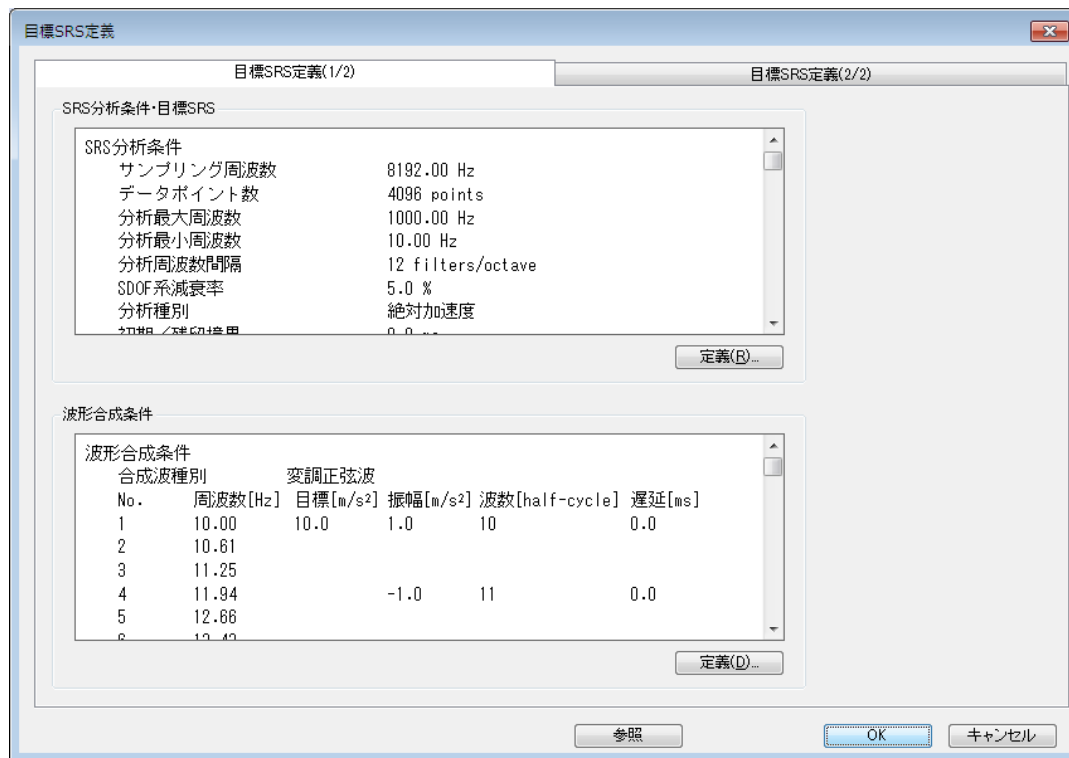 目標SRS定義
目標SRS定義(1/2) 目標SRS定義(2/2)
SRS分析条件・目標SRS
SRS分析条件
サンプリング周波数 8192.00 Hz
データポイント数 4096 points
分析最大周波数 1000.00 Hz
分析最小周波数 10.00 Hz
分析周波数間隔 12 filters/octave
SDOF系減衰率 5.0 %
分析種別 絶対加速度
定義(R)...
波形合成条件
波形合成条件
合成波種別 変調正弦波
No. 周波数[Hz] 目標[m/s²] 振幅[m/s²] 波数[half-cycle] 遅延[ms]
1 10.00 10.0 1.0 10 0.0
2 10.61
3 11.25
4 11.94 -1.0 11 0.0
5 12.66
定義(D)...
参照 OK キャンセル